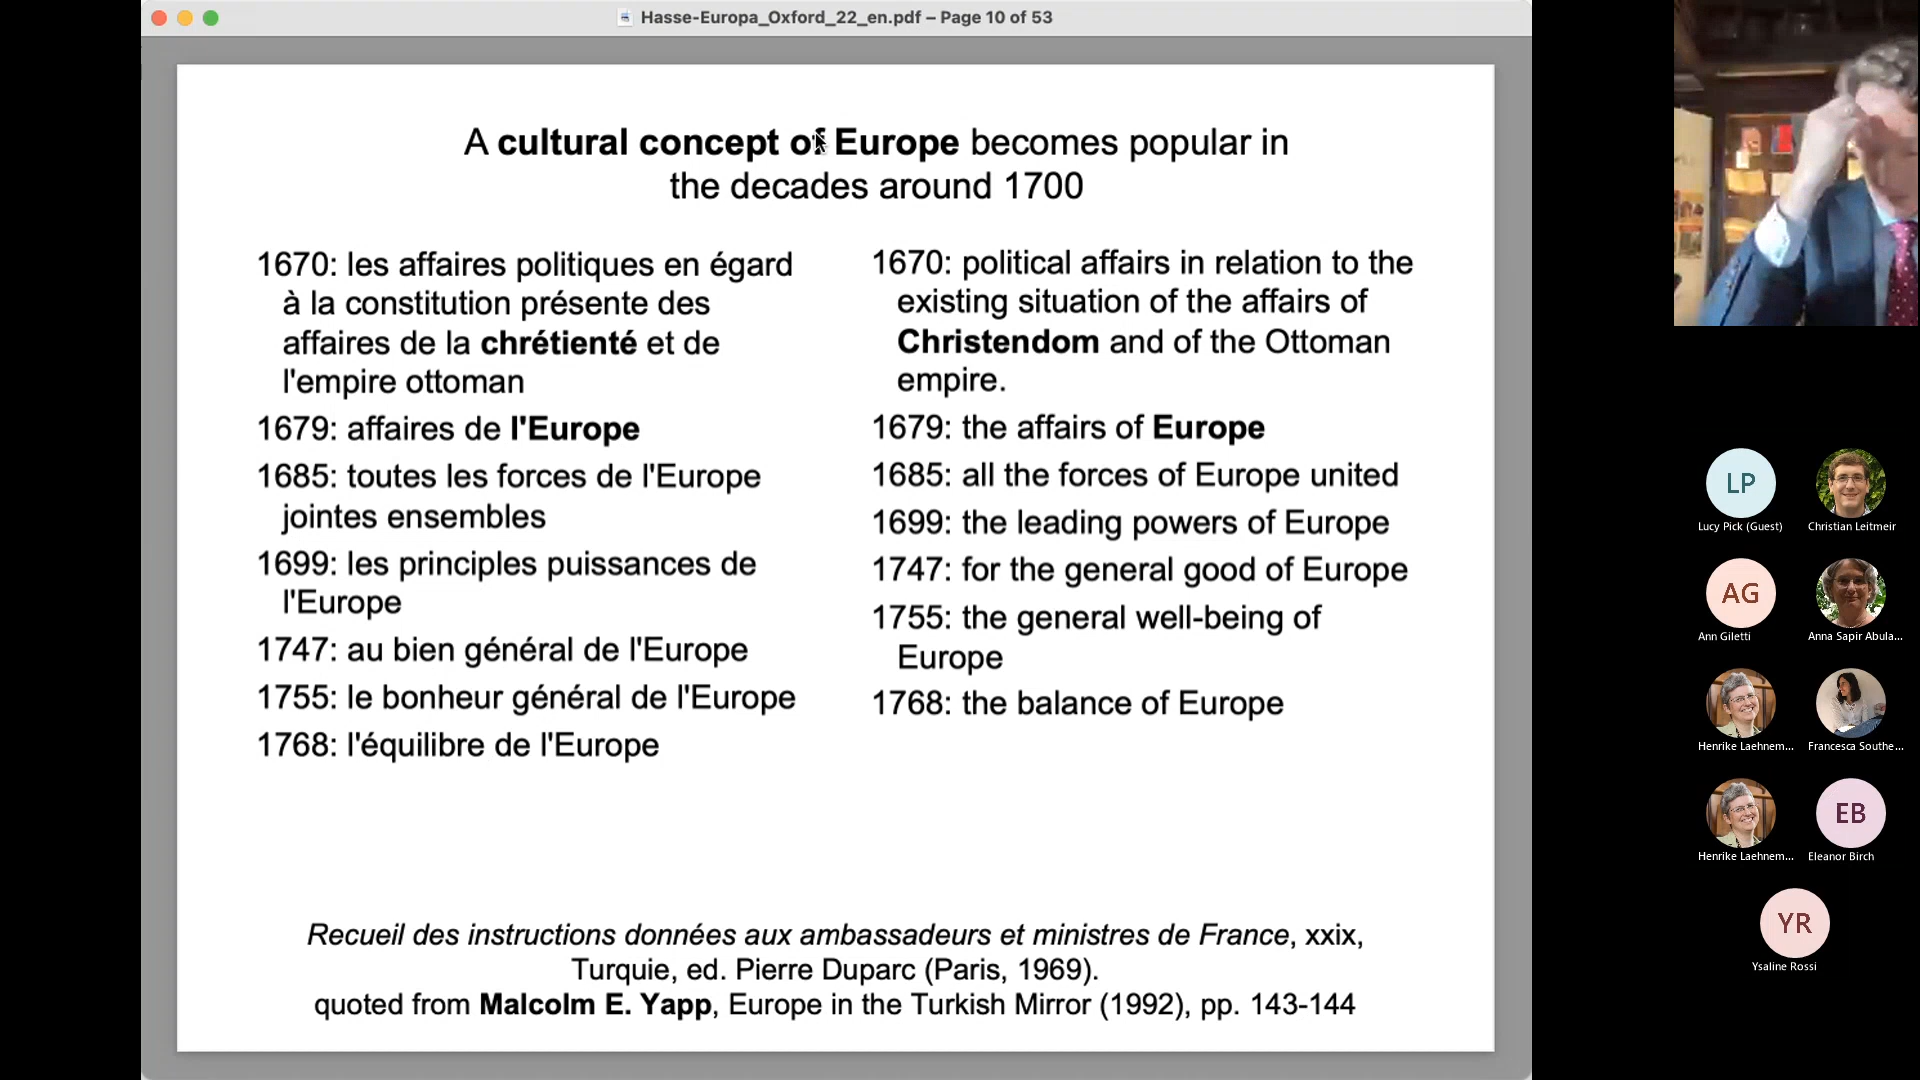 Hasse-Europa_Oxford_22_en.pdf – Page 10 of 53
A cultural concept of Europe becomes popular in
the decades around 1700
1670: les affaires politiques en égard
à la constitution présente des
affaires de la chrétienté et de
l'empire ottoman
1679: affaires de l'Europe
1685: toutes les forces de l'Europe
jointes ensembles
1699: les principles puissances de
l'Europe
1747: au bien général de l'Europe
1755: le bonheur général de l'Europe
1768: l'équilibre de l'Europe
1670: political affairs in relation to the
existing situation of the affairs of
Christendom and of the Ottoman
empire.
1679: the affairs of Europe
1685: all the forces of Europe united
1699: the leading powers of Europe
1747: for the general good of Europe
1755: the general well-being of
Europe
1768: the balance of Europe
Recueil des instructions données aux ambassadeurs et ministres de France, xxix,
Turquie, ed. Pierre Duparc (Paris, 1969).
quoted from Malcolm E. Yapp, Europe in the Turkish Mirror (1992), pp. 143-144
LP
Lucy Pick (Guest)
Christian Leitmeir
AG
Ann Giletti
Anna Sapir Abula...
Henrike Laehnem...
Francesca Southe...
Henrike Laehnem...
EB
Eleanor Birch
YR
Ysaline Rossi